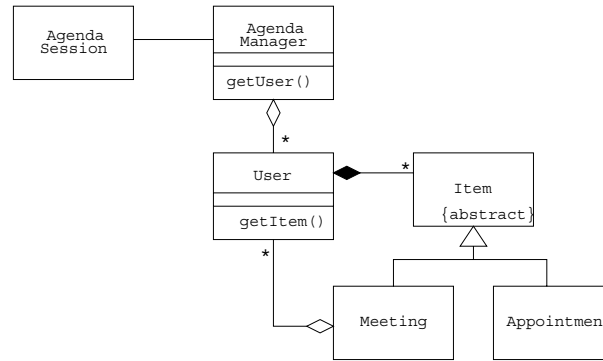 Agenda
Session
Agenda
Manager
getUser()
*
User
getItem()
*
*
Item
{abstract}
Meeting
Appointmen